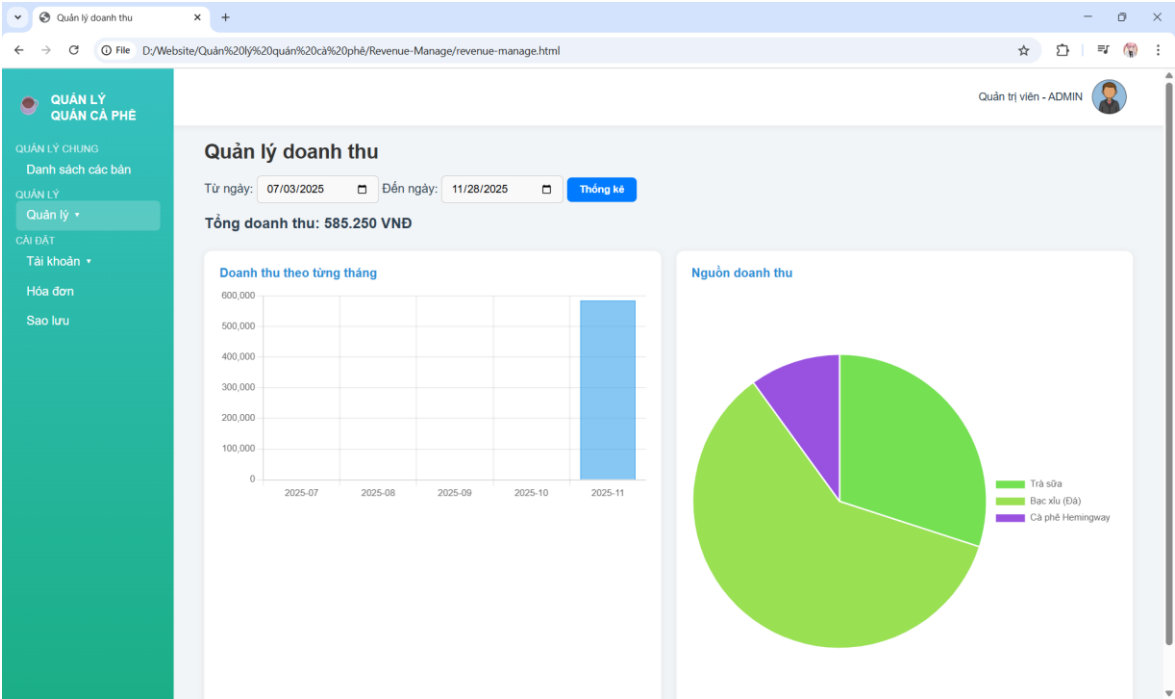 Quản lý doanh thu
File D:/Website/Quản%20lý%20quán%20cà%20phê/Revenue-Manage/revenue-manage.html
QUẢN LÝ
QUÁN CÀ PHÊ
Quản trị viên - ADMIN
QUẢN LÝ CHUNG
Danh sách các bàn
QUẢN LÝ
Quản lý
CÀI ĐẶT
Tài khoản
Hóa đơn
Sao lưu
Quản lý doanh thu
Từ ngày: 07/03/2025 Đến ngày: 11/28/2025 Thống kê
Tổng doanh thu: 585.250 VNĐ
Doanh thu theo từng tháng
600,000
500,000
400,000
300,000
200,000
100,000
0
2025-07 2025-08 2025-09 2025-10 2025-11
Nguồn doanh thu
Trà sữa
Bạc xỉu (Đá)
Cà phê Hemingway